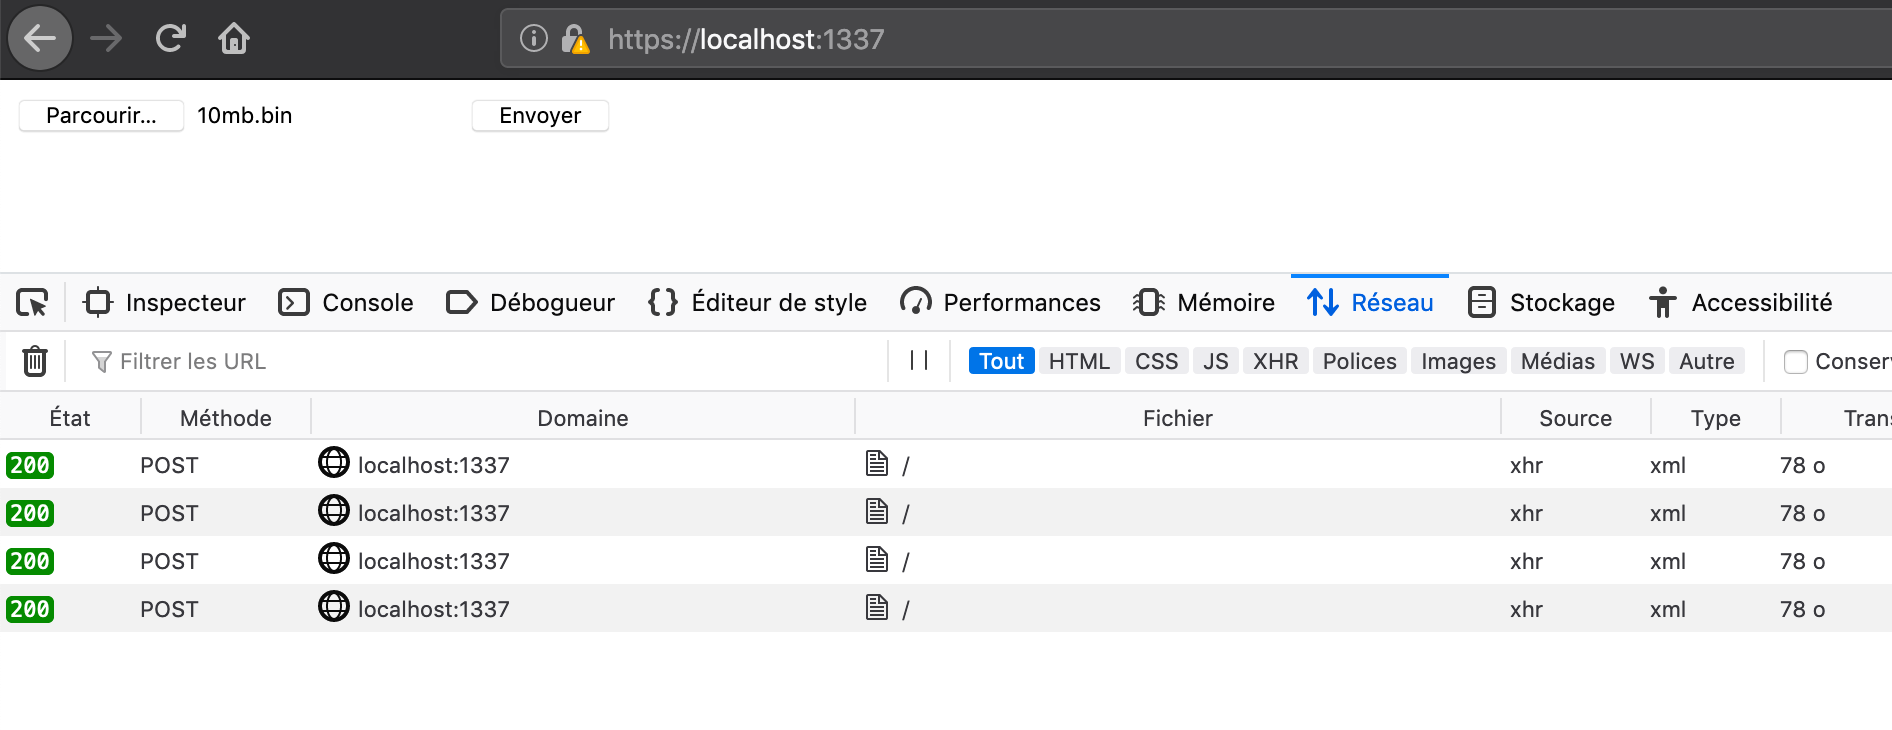 https://localhost:1337
Parcourir... 10mb.bin Envoyer
Inspecteur Console Débogueur Éditeur de style Performances Mémoire Réseau Stockage Accessibilité
Filtrer les URL Tout HTML CSS JS XHR Polices Images Médias WS Autre Conser
État Méthode Domaine Fichier Source Type Trans
200 POST localhost:1337 / xhr xml 78 o
200 POST localhost:1337 / xhr xml 78 o
200 POST localhost:1337 / xhr xml 78 o
200 POST localhost:1337 / xhr xml 78 o